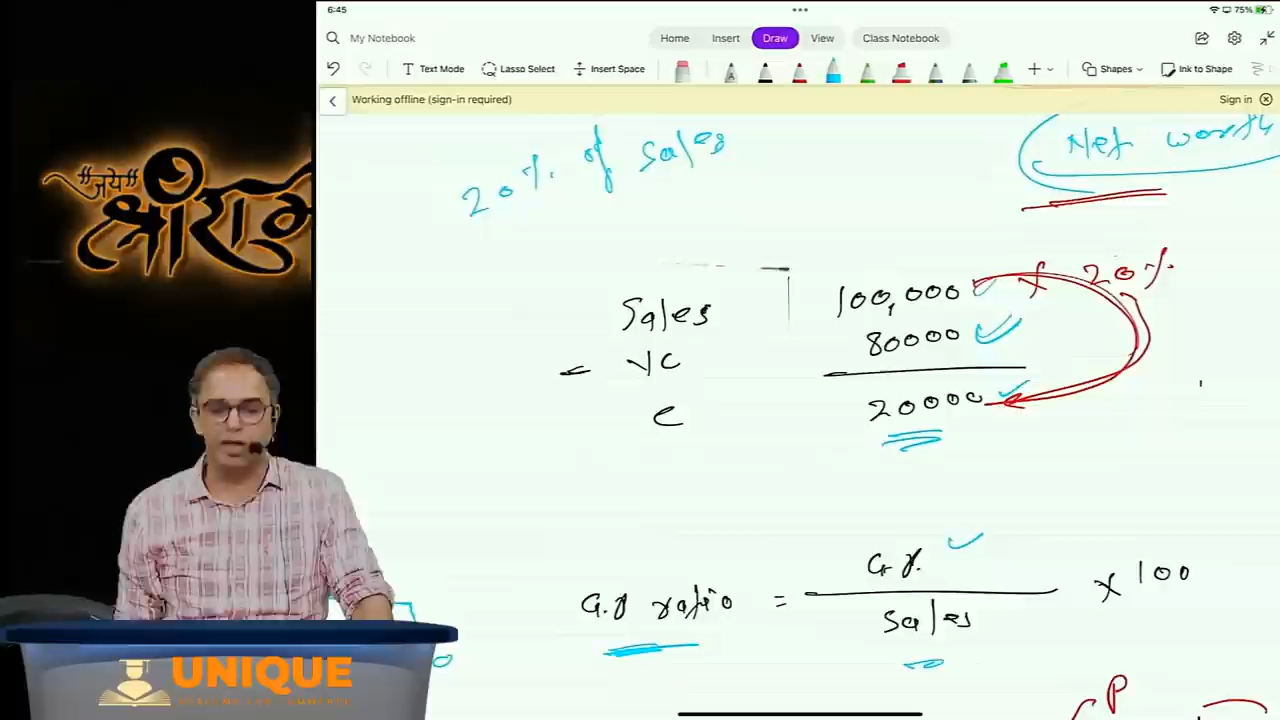 6:45
75%
My Notebook
Home Insert Draw View Class Notebook
Text Mode Lasso Select Insert Space Shapes Ink to Shape
Working offline (sign-in required) Sign in
20% of Sales
Net worth
॥जय॥
श्रीराम
Sales 100,000 × 20%
= VC 80000
C 20000
G.P
G.P ratio = × 100
Sales
P
UNIQUE